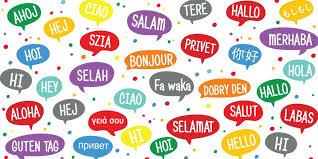 AHOJ
CIAO
SALAM
TERE
HALLO
もしもし
HEJ
SZIA
PRIVET
MERHABA
HOI
BONJOUR
你好
HEY
SELAH
CIAO
Fa waka
DOBRY DEN
HALLO
HOLA
ALOHA
HEJ
SALUT
LABAS
GUTEN TAG
привет
γειά σου
HOI
SELAMAT
HELLO
HI